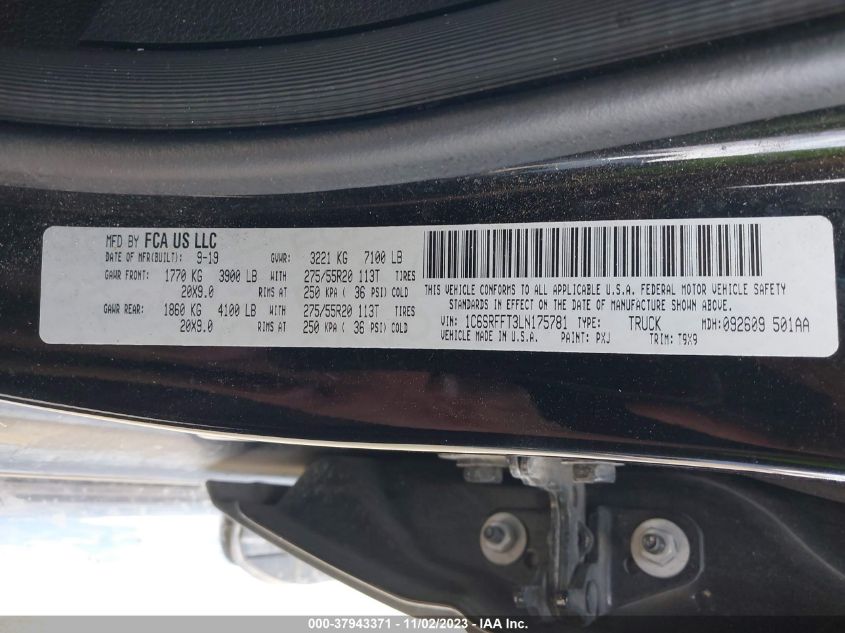 MFD BY FCA US LLC
DATE OF MFR(BUILT): 9-19 GVWR: 3221 KG 7100 LB
GAWR FRONT: 1770 KG 3900 LB WITH 275/55R20 113T TIRES
20X9.0 RIMS AT 250 KPA ( 36 PSI) COLD
GAWR REAR: 1860 KG 4100 LB WITH 275/55R20 113T TIRES
20X9.0 RIMS AT 250 KPA ( 36 PSI) COLD
THIS VEHICLE CONFORMS TO ALL APPLICABLE U.S.A. FEDERAL MOTOR VEHICLE SAFETY
STANDARDS IN EFFECT ON THE DATE OF MANUFACTURE SHOWN ABOVE.
VIN: 1C6SRFFT3LN175781 TYPE: TRUCK MDH: 092609 501AA
VEHICLE MADE IN U.S.A. PAINT: PXJ TRIM: T9X9
000-37943371 - 11/02/2023 - IAA Inc.